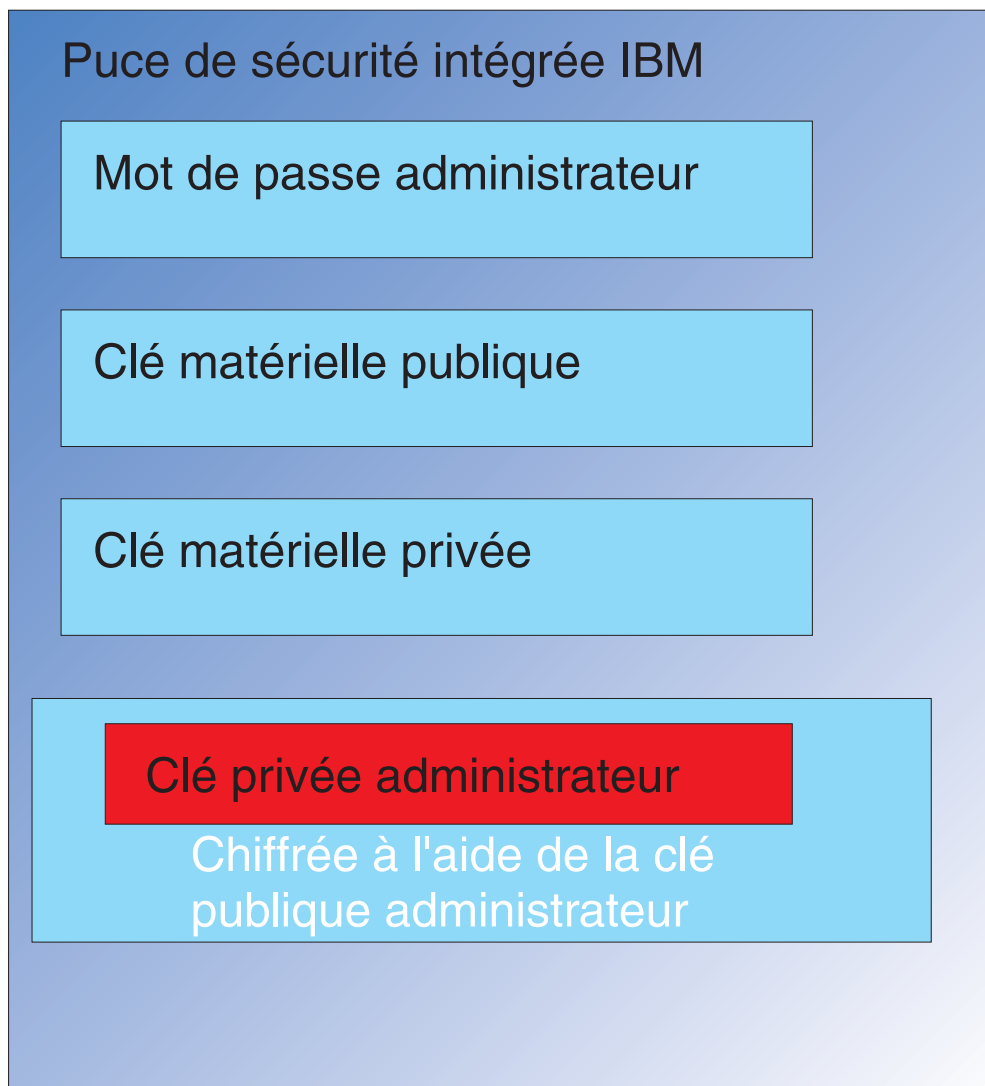 Puce de sécurité intégrée IBM
Mot de passe administrateur
Clé matérielle publique
Clé matérielle privée
Clé privée administrateur
Chiffrée à l'aide de la clé
publique administrateur